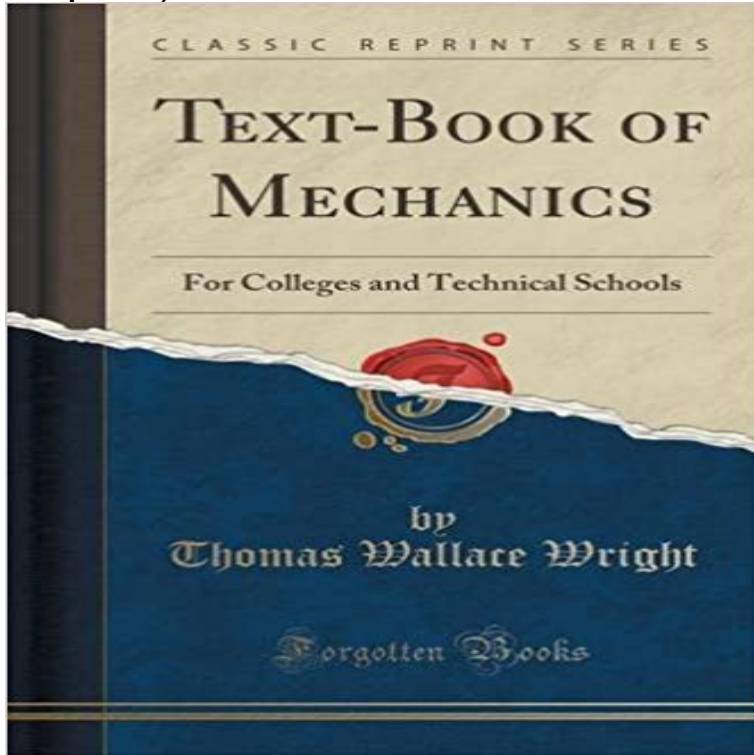 CLASSIC REPRINT SERIES
TEXT-BOOK OF
MECHANICS
For Colleges and Technical Schools
by
Thomas Wallace Wright
Forgotten Books